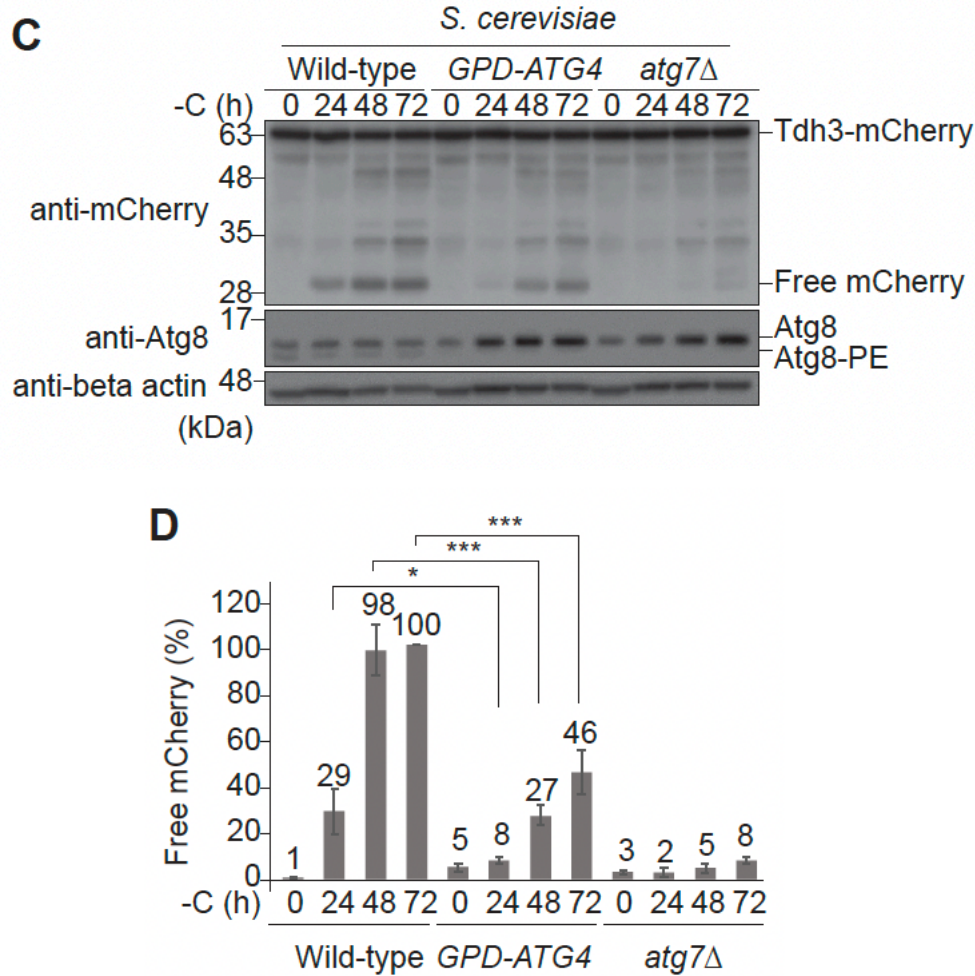 C
S. cerevisiae
Wild-type GPD-ATG4 atg7Δ
-C (h) 0 24 48 72 0 24 48 72 0 24 48 72
63 Tdh3-mCherry
48
anti-mCherry
35
28 Free mCherry
17
anti-Atg8 Atg8
Atg8-PE
anti-beta actin 48
(kDa)
D
***
***
*
120
98
100 100
80
60
46
40
29 27
20
1 5 8 3 2 5 8
0
Free mCherry (%)
-C (h) 0 24 48 72 0 24 48 72 0 24 48 72
Wild-type GPD-ATG4 atg7Δ